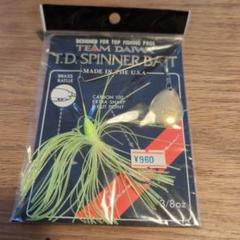 DESIGNED FOR TOP FISHING PROS
TEAM DAIWA
T.D. SPINNER BAIT
MADE IN THE U.S.A
BRASS
RATTLE
CARBON 100
EXTRA SHARP
¥960
3/8oz